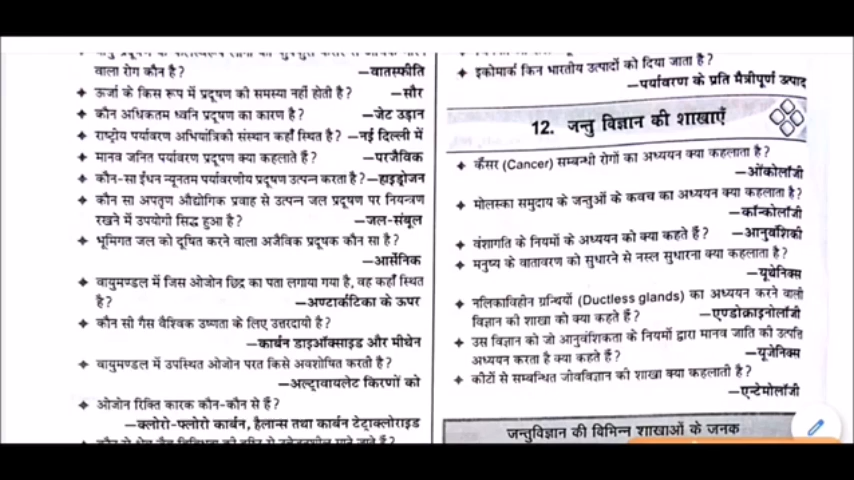 वाला रोग कौन है? —वातस्फीति
✦ ऊर्जा के किस रूप में प्रदूषण की समस्या नहीं होती है? —सौर
✦ कौन अधिकतम ध्वनि प्रदूषण का कारण है? —जेट उड़ान
✦ राष्ट्रीय पर्यावरण अभियांत्रिकी संस्थान कहाँ स्थित है? —नई दिल्ली में
✦ मानव जनित पर्यावरण प्रदूषण क्या कहलाते हैं? —परजैविक
✦ कौन-सा ईंधन न्यूनतम पर्यावरणीय प्रदूषण उत्पन्न करता है? —हाइड्रोजन
✦ कौन सा अपतृण औद्योगिक प्रवाह से उत्पन जल प्रदूषण पर नियन्त्रण
रखने में उपयोगी सिद्ध हुआ है? —जल-संबूल
✦ भूमिगत जल को दूषित करने वाला अजैविक प्रदूषक कौन सा है?
—आर्सेनिक
✦ वायुमण्डल में जिस ओजोन छिद्र का पता लगाया गया है, वह कहाँ स्थित
है? —अण्टार्कटिका के ऊपर
✦ कौन सी गैस वैश्विक उष्णता के लिए उत्तरदायी है?
—कार्बन डाइऑक्साइड और मीथेन
✦ वायुमण्डल में उपस्थित ओजोन परत किसे अवशोषित करती है?
—अल्ट्रावायलेट किरणों को
✦ ओजोन रिक्ति कारक कौन-कौन से हैं?
—क्लोरो-फ्लोरो कार्बन, हैलान्स तथा कार्बन टेट्राक्लोराइड
✦ इकोमार्क किन भारतीय उत्पादों को दिया जाता है?
—पर्यावरण के प्रति मैत्रीपूर्ण उत्पाद
12. जन्तु विज्ञान की शाखाएँ
✦ कैंसर (Cancer) सम्बन्धी रोगों का अध्ययन क्या कहलाता है?
—ऑकोलॉजी
✦ मोलस्का समुदाय के जन्तुओं के कवच का अध्ययन क्या कहलाता है?
—कॉन्कोलॉजी
✦ वंशागति के नियमों के अध्ययन को क्या कहते हैं? —आनुवंशिकी
✦ मनुष्य के वातावरण को सुधारने से नस्ल सुधारना क्या कहलाता है?
—यूथेनिक्स
✦ नलिकाविहीन ग्रन्थियों (Ductless glands) का अध्ययन करने वाली
विज्ञान की शाखा को क्या कहते हैं? —एण्डोक्राइनोलॉजी
✦ उस विज्ञान को जो आनुवंशिकता के नियमों द्वारा मानव जाति की उत्पत्ति
अध्ययन करता है क्या कहते हैं? —यूजेनिक्स
✦ कीटों से सम्बन्धित जीवविज्ञान की शाखा क्या कहलाती है?
—एन्टेमोलॉजी
जन्तुविज्ञान की विभिन्न शाखाओं के जनक